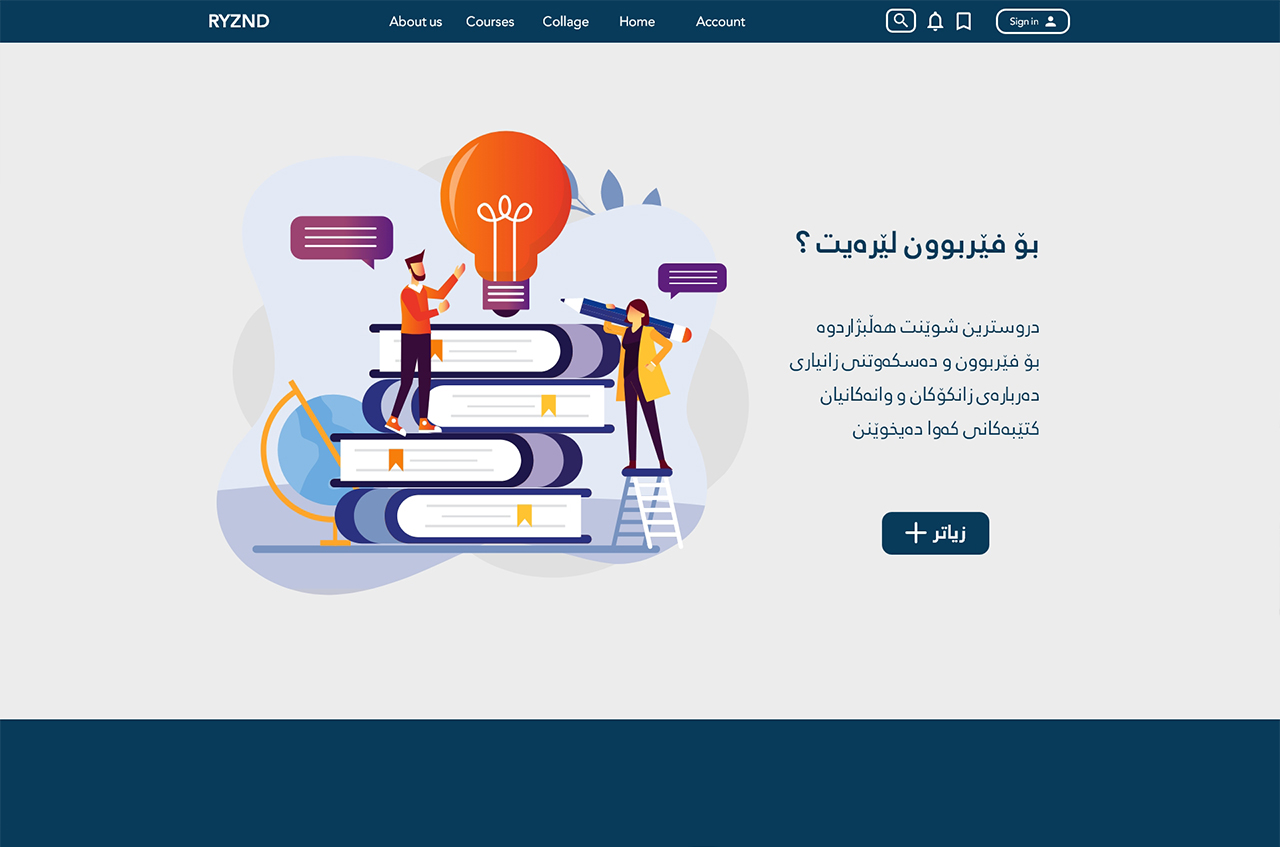 RYZND
About us Courses Collage Home Account
Sign in
بۆ فێربوون لێرەیت ؟
دروسترین شوێنت هەڵبژاردوە
بۆ فێربوون و دەسکەوتنی زانیاری
دەربارەی زانکۆکان و وانەکانیان
کتێبەکانی کەوا دەیخوێنن
زیاتر +